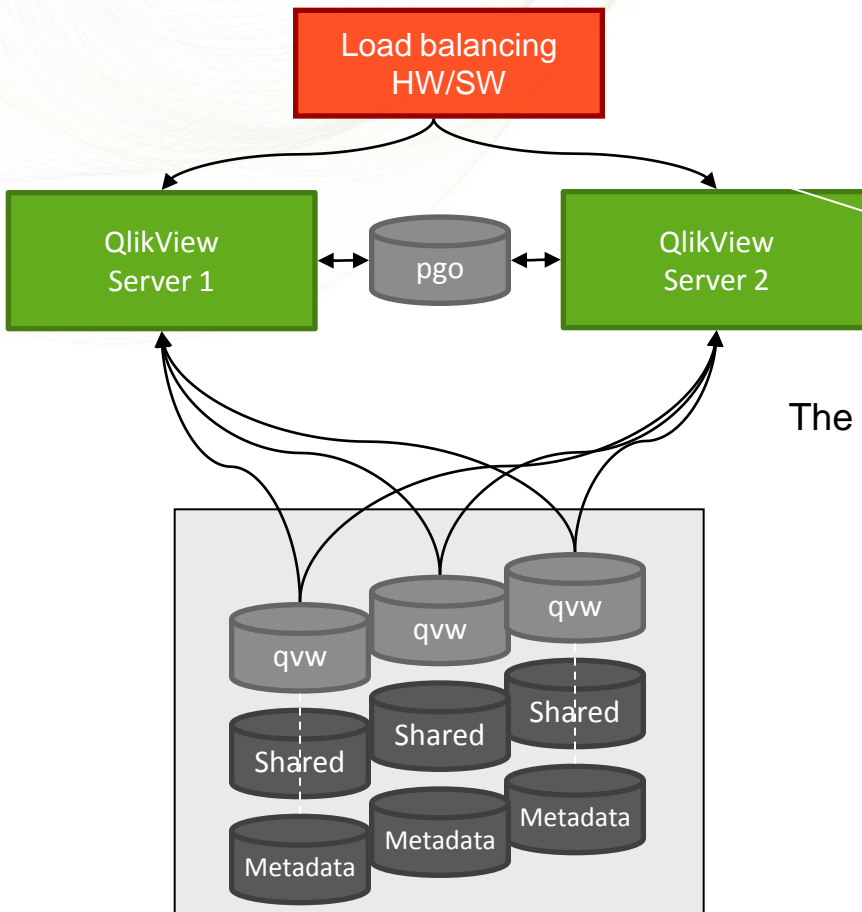 Load balancing
HW/SW
QlikView
Server 1
pgo
QlikView
Server 2
The
qvw
qvw
qvw
Shared
Shared
Shared
Metadata
Metadata
Metadata